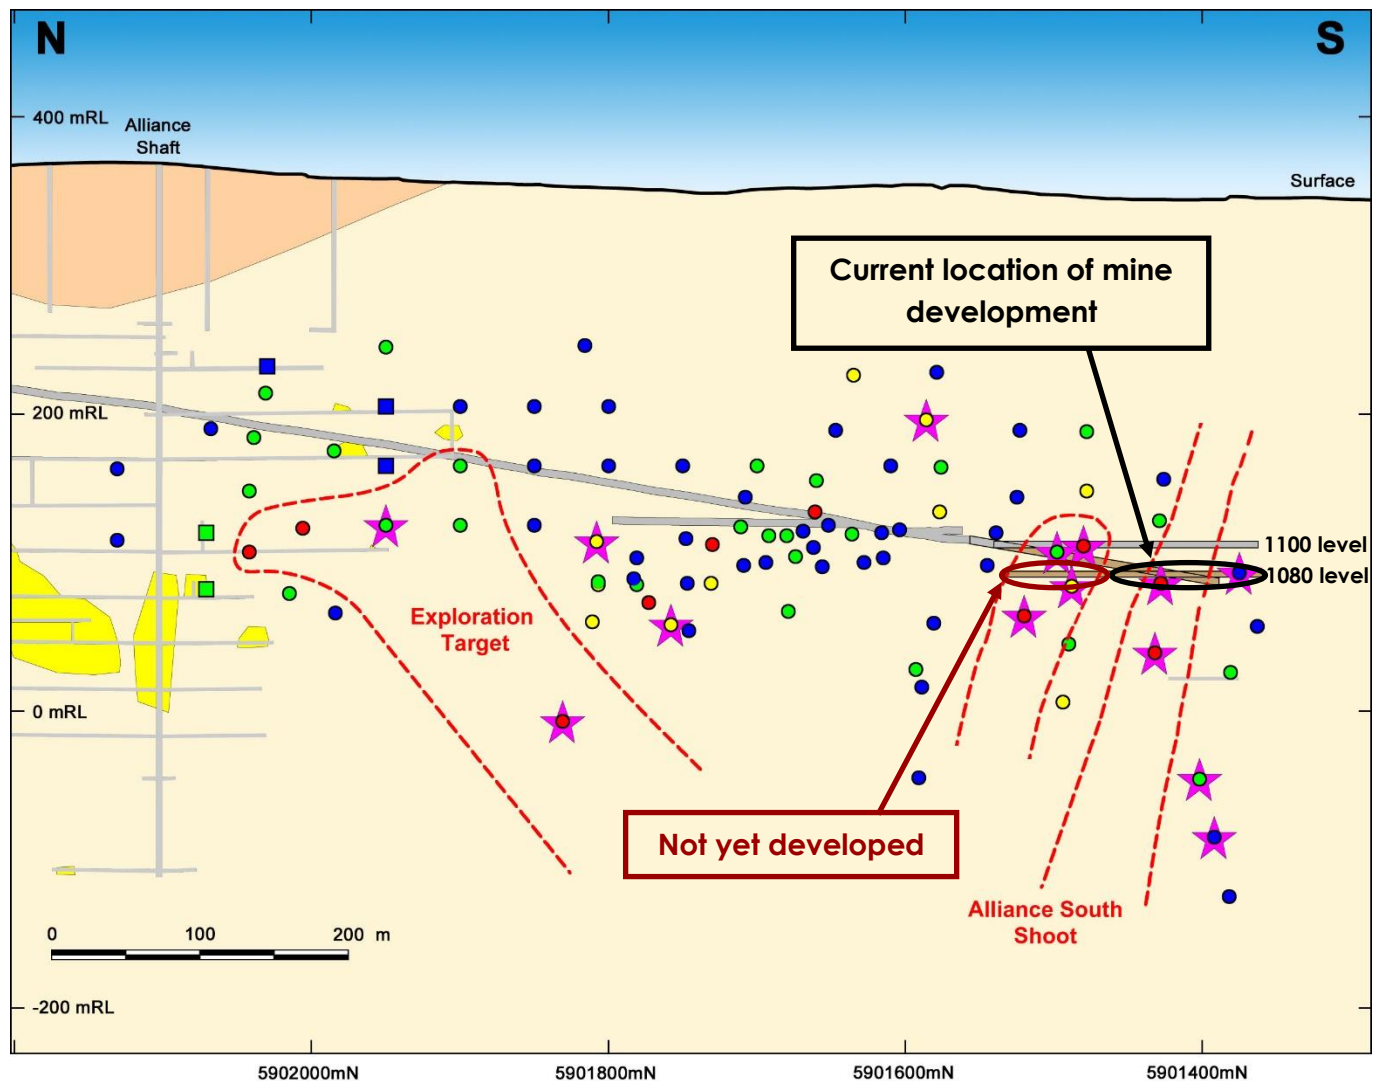 N
S
400 mRL
Alliance
Shaft
Surface
Current location of mine
development
200 mRL
1100 level
1080 level
Exploration
Target
0 mRL
Not yet developed
Alliance South
Shoot
0 100 200 m
-200 mRL
5902000mN 5901800mN 5901600mN 5901400mN